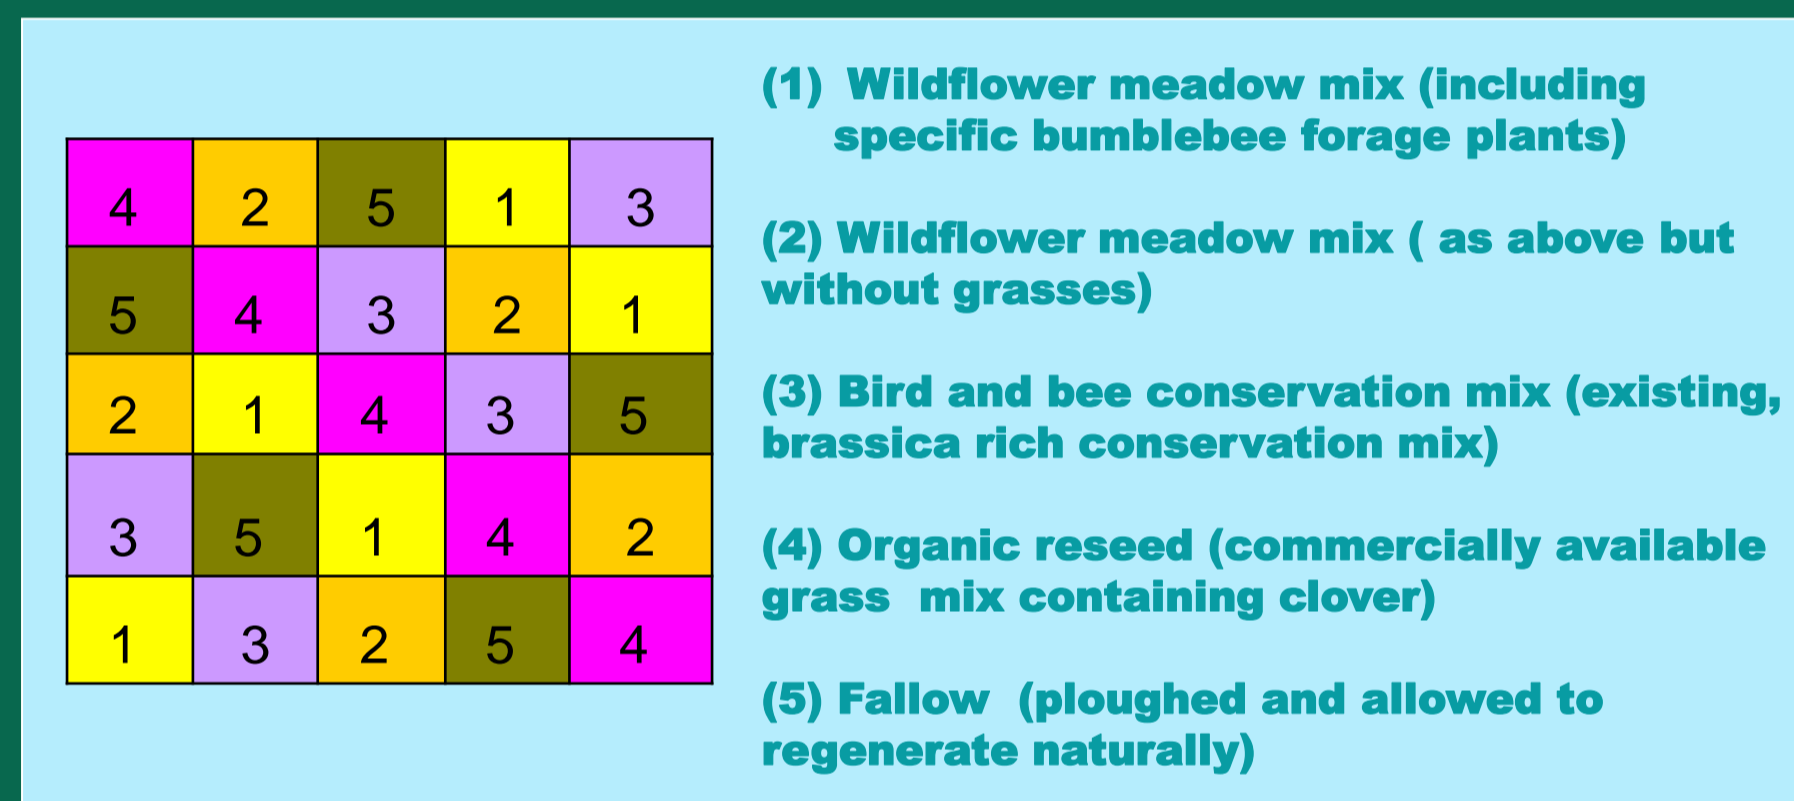 4 2 5 1 3
5 4 3 2 1
2 1 4 3 5
3 5 1 4 2
1 3 2 5 4
(1) Wildflower meadow mix (including
specific bumblebee forage plants)
(2) Wildflower meadow mix ( as above but
without grasses)
(3) Bird and bee conservation mix (existing,
brassica rich conservation mix)
(4) Organic reseed (commercially available
grass mix containing clover)
(5) Fallow (ploughed and allowed to
regenerate naturally)